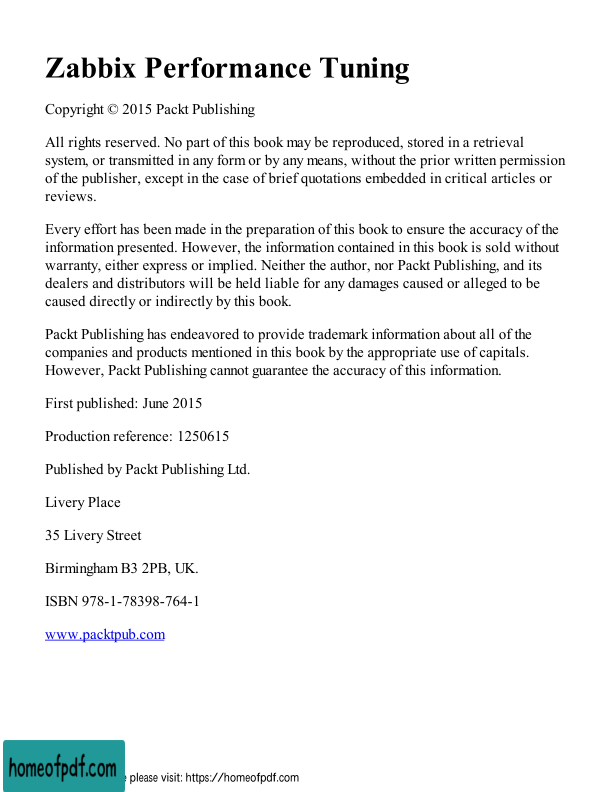 Zabbix Performance Tuning
Copyright © 2015 Packt Publishing
All rights reserved. No part of this book may be reproduced, stored in a retrieval
system, or transmitted in any form or by any means, without the prior written permission
of the publisher, except in the case of brief quotations embedded in critical articles or
reviews.
Every effort has been made in the preparation of this book to ensure the accuracy of the
information presented. However, the information contained in this book is sold without
warranty, either express or implied. Neither the author, nor Packt Publishing, and its
dealers and distributors will be held liable for any damages caused or alleged to be
caused directly or indirectly by this book.
Packt Publishing has endeavored to provide trademark information about all of the
companies and products mentioned in this book by the appropriate use of capitals.
However, Packt Publishing cannot guarantee the accuracy of this information.
First published: June 2015
Production reference: 1250615
Published by Packt Publishing Ltd.
Livery Place
35 Livery Street
Birmingham B3 2PB, UK.
ISBN 978-1-78398-764-1
www.packtpub.com
homeofpdf.com
please visit: https://homeofpdf.com